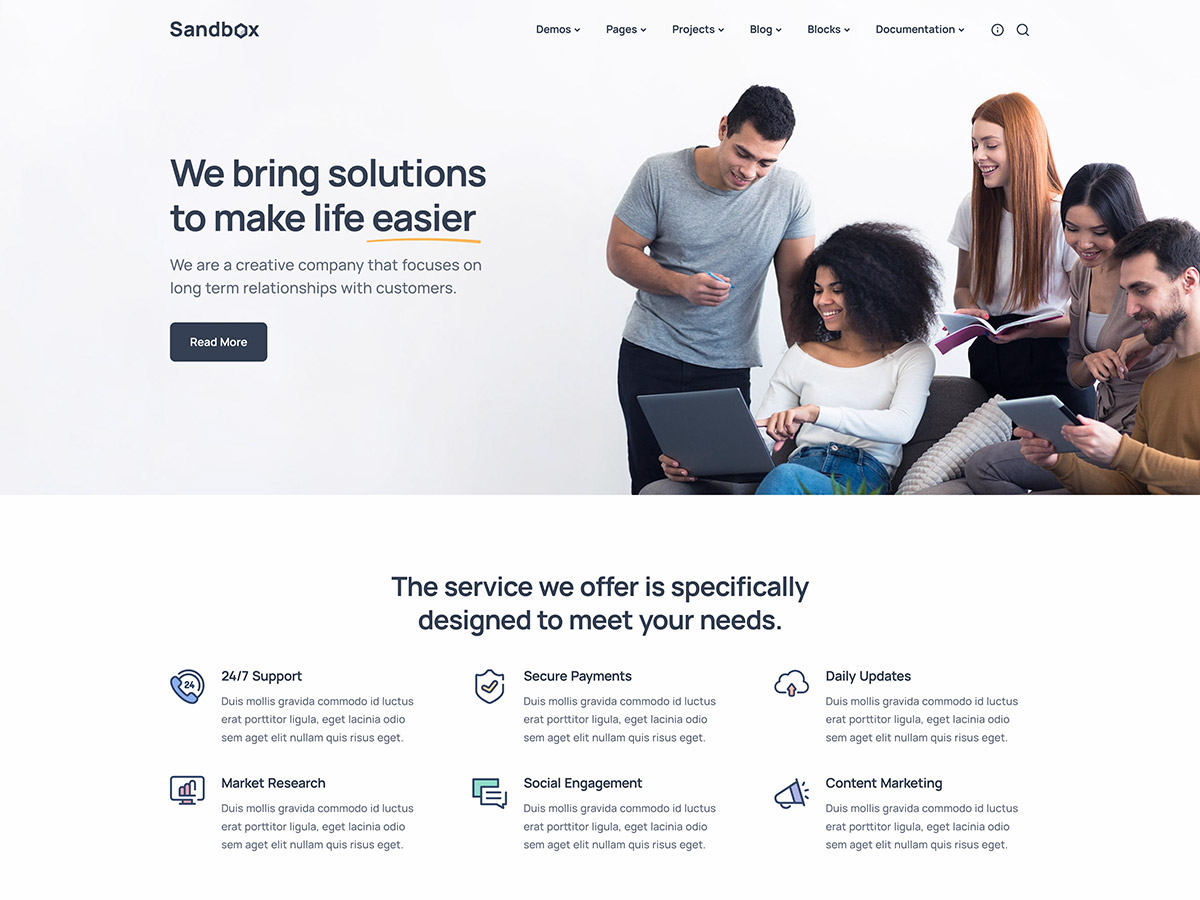 Sandbox
Demos Pages Projects Blog Blocks Documentation
We bring solutions
to make life easier
We are a creative company that focuses on
long term relationships with customers.
Read More
The service we offer is specifically
designed to meet your needs.
24
24/7 Support
Duis mollis gravida commodo id luctus
erat porttitor ligula, eget lacinia odio
sem aget elit nullam quis risus eget.
Secure Payments
Duis mollis gravida commodo id luctus
erat porttitor ligula, eget lacinia odio
sem aget elit nullam quis risus eget.
Daily Updates
Duis mollis gravida commodo id luctus
erat porttitor ligula, eget lacinia odio
sem aget elit nullam quis risus eget.
Market Research
Duis mollis gravida commodo id luctus
erat porttitor ligula, eget lacinia odio
sem aget elit nullam quis risus eget.
Social Engagement
Duis mollis gravida commodo id luctus
erat porttitor ligula, eget lacinia odio
sem aget elit nullam quis risus eget.
Content Marketing
Duis mollis gravida commodo id luctus
erat porttitor ligula, eget lacinia odio
sem aget elit nullam quis risus eget.